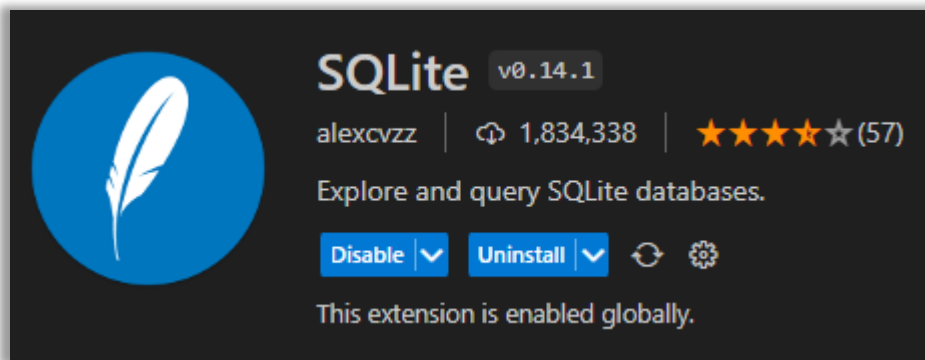 SQLite v0.14.1
alexcvzz 1,834,338 (57)
Explore and query SQLite databases.
Disable Uninstall
This extension is enabled globally.